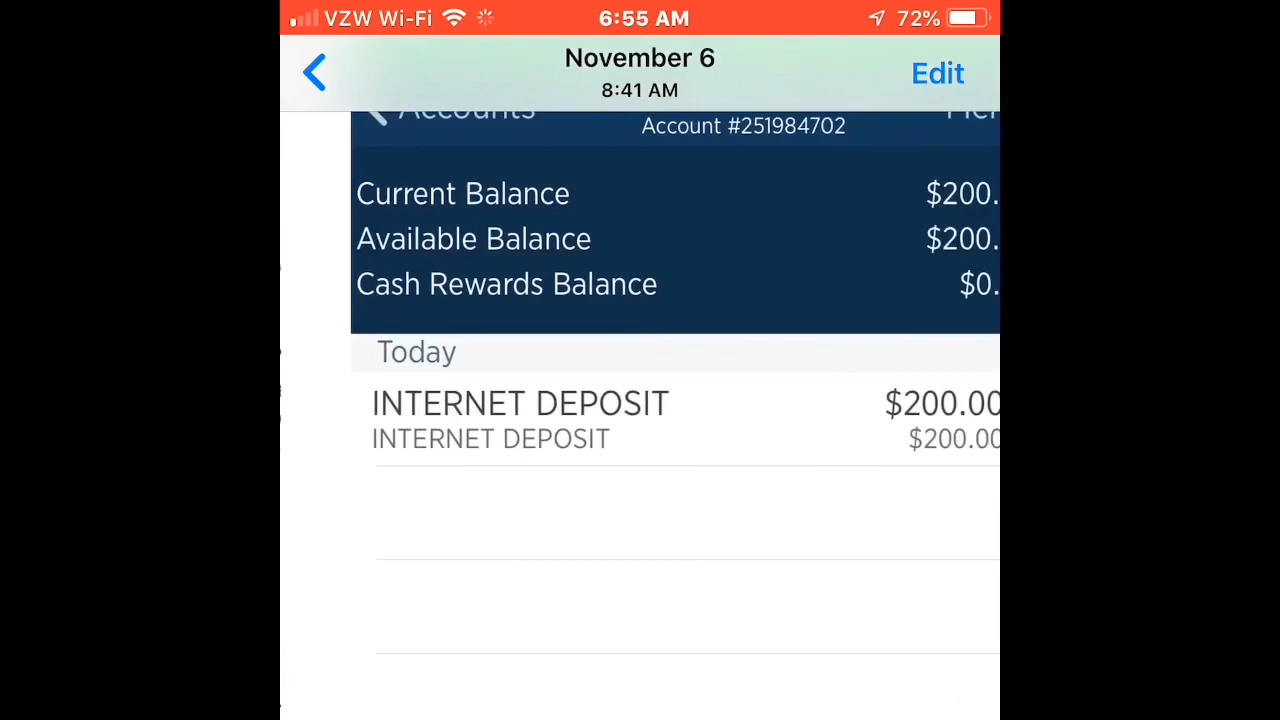 VZW Wi-Fi 6:55 AM 72%
November 6
Edit
8:41 AM
Accounts
Account #251984702
Current Balance $200.
Available Balance $200.
Cash Rewards Balance $0.
Today
INTERNET DEPOSIT $200.00
INTERNET DEPOSIT $200.00